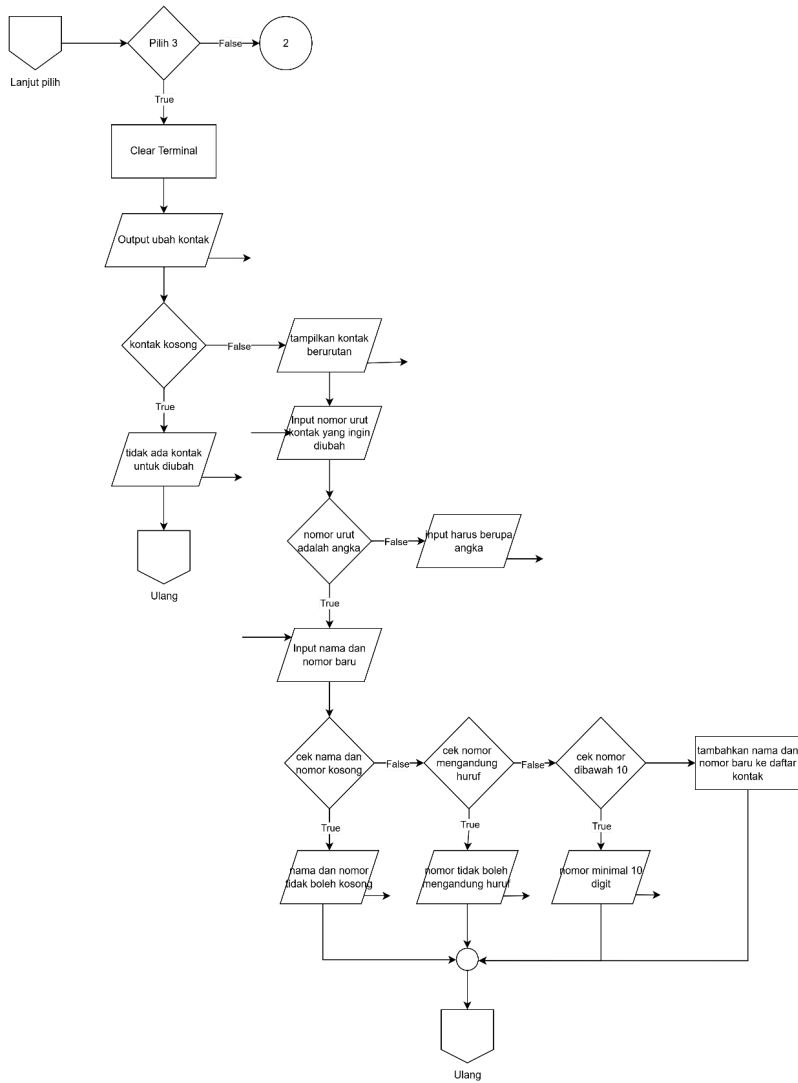 Pilih 3
False
2
Lanjut pilih
True
Clear Terminal
Output ubah kontak
kontak kosong
False
tampilkan kontak
berurutan
True
Input nomor urut
kontak yang ingin
diubah
tidak ada kontak
untuk diubah
Ulang
nomor urut
adalah angka
False
input harus berupa
angka
True
Input nama dan
nomor baru
cek nama dan
nomor kosong
False
cek nomor
mengandung
huruf
False
cek nomor
dibawah 10
tambahkan nama dan
nomor baru ke daftar
kontak
True
True
True
nama dan nomor
tidak boleh kosong
nomor tidak boleh
mengandung huruf
nomor minimal 10
digit
Ulang